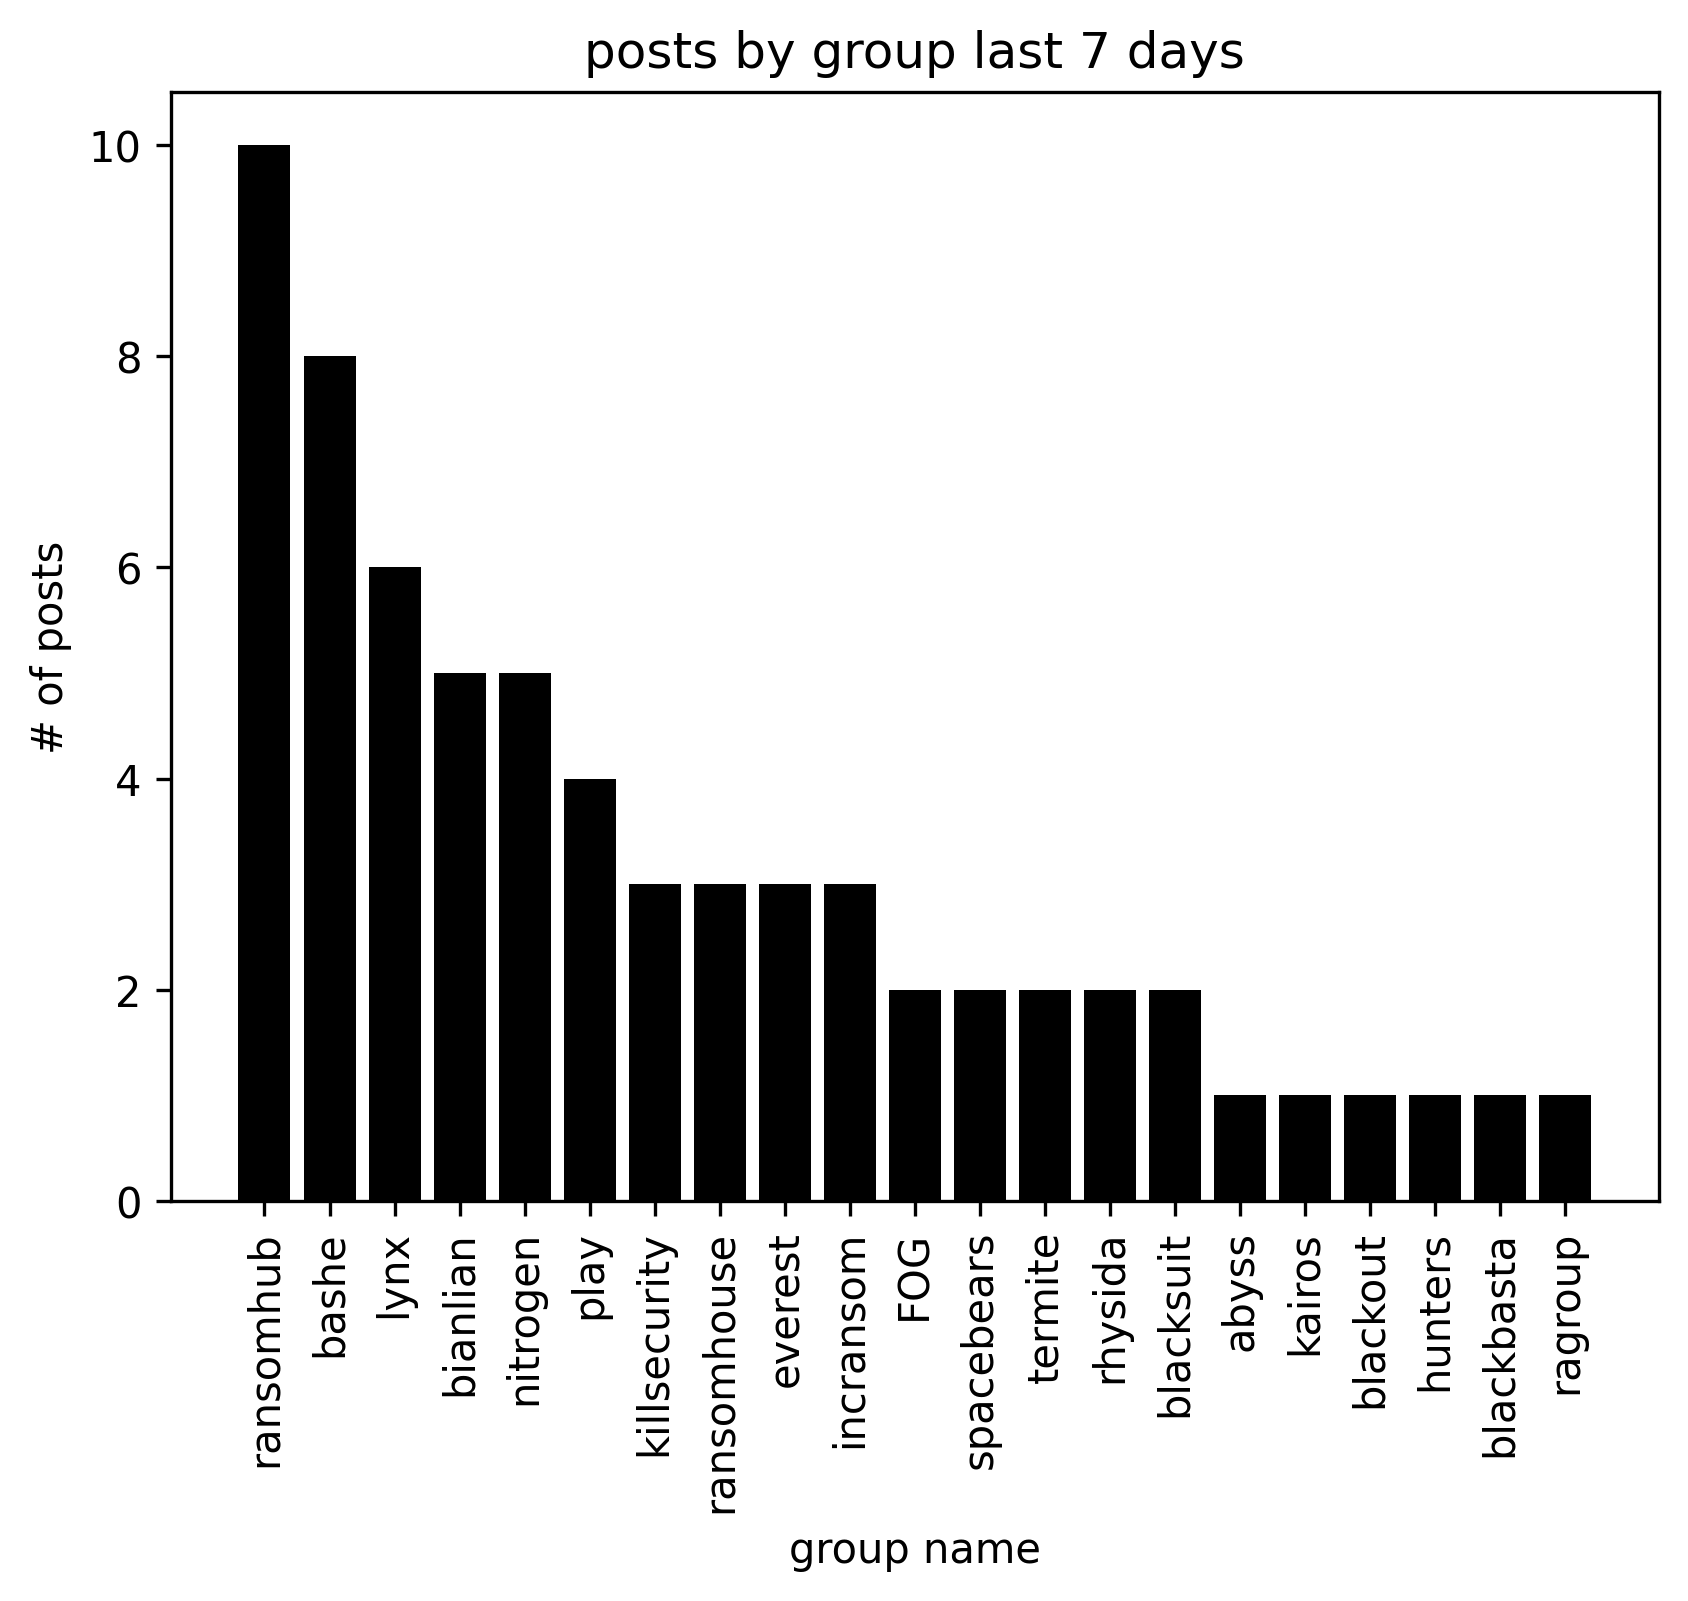 posts by group last 7 days
# of posts
10
8
6
4
2
0
ransomhub
bashe
lynx
bianlian
nitrogen
play
killsecurity
ransomhouse
everest
incransom
FOG
spacebears
termite
rhysida
blacksuit
abyss
kairos
blackout
hunters
blackbasta
ragroup
group name